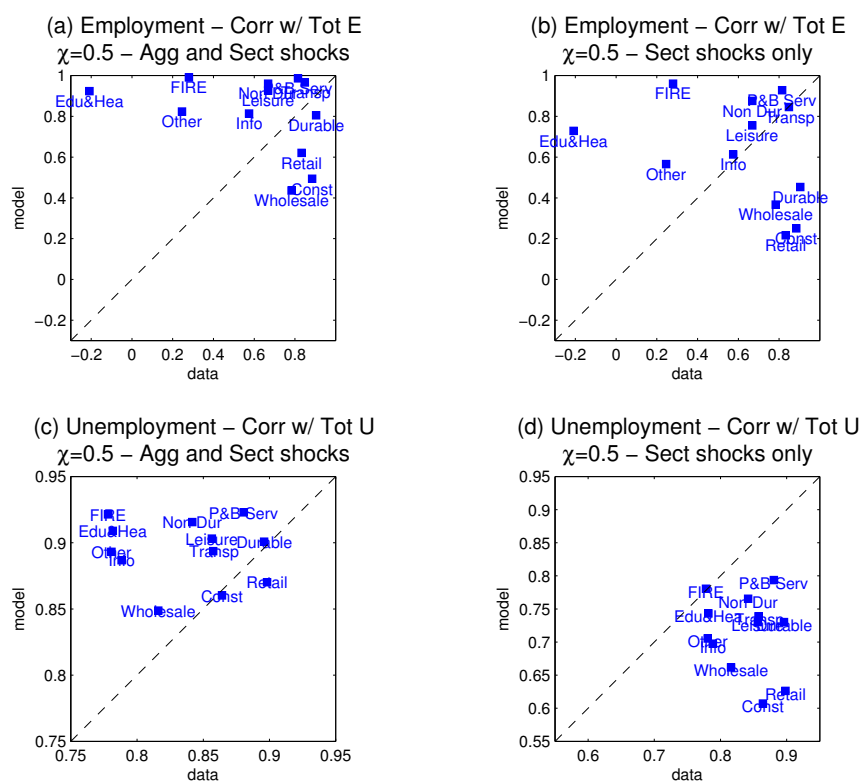 (a) Employment − Corr w/ Tot E
χ=0.5 − Agg and Sect shocks
1
0.8
0.6
0.4
0.2
0
−0.2
−0.2
0
0.2
0.4
0.6
0.8
model
data
Edu&Hea
FIRE
Other
Info
Non Dur
Leisure
P&B Serv
Transp
Durable
Retail
Const
Wholesale
(b) Employment − Corr w/ Tot E
χ=0.5 − Sect shocks only
1
0.8
0.6
0.4
0.2
0
−0.2
−0.2
0
0.2
0.4
0.6
0.8
model
data
FIRE
P&B Serv
Non Dur
Transp
Leisure
Edu&Hea
Info
Other
Durable
Wholesale
Const
Retail
(c) Unemployment − Corr w/ Tot U
χ=0.5 − Agg and Sect shocks
0.95
0.9
0.85
0.8
0.75
0.75
0.8
0.85
0.9
0.95
model
data
FIRE
P&B Serv
Non Dur
Edu&Hea
Leisure
Durable
Other
Transp
Info
Retail
Const
Wholesale
(d) Unemployment − Corr w/ Tot U
χ=0.5 − Sect shocks only
0.95
0.9
0.85
0.8
0.75
0.7
0.65
0.6
0.55
0.6
0.7
0.8
0.9
model
data
P&B Serv
FIRE
Non Dur
Edu&Hea
Transp
Leisure
Durable
Other
Info
Wholesale
Retail
Const